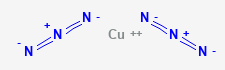 N - N -
+ N Cu ++ N +
- N N -